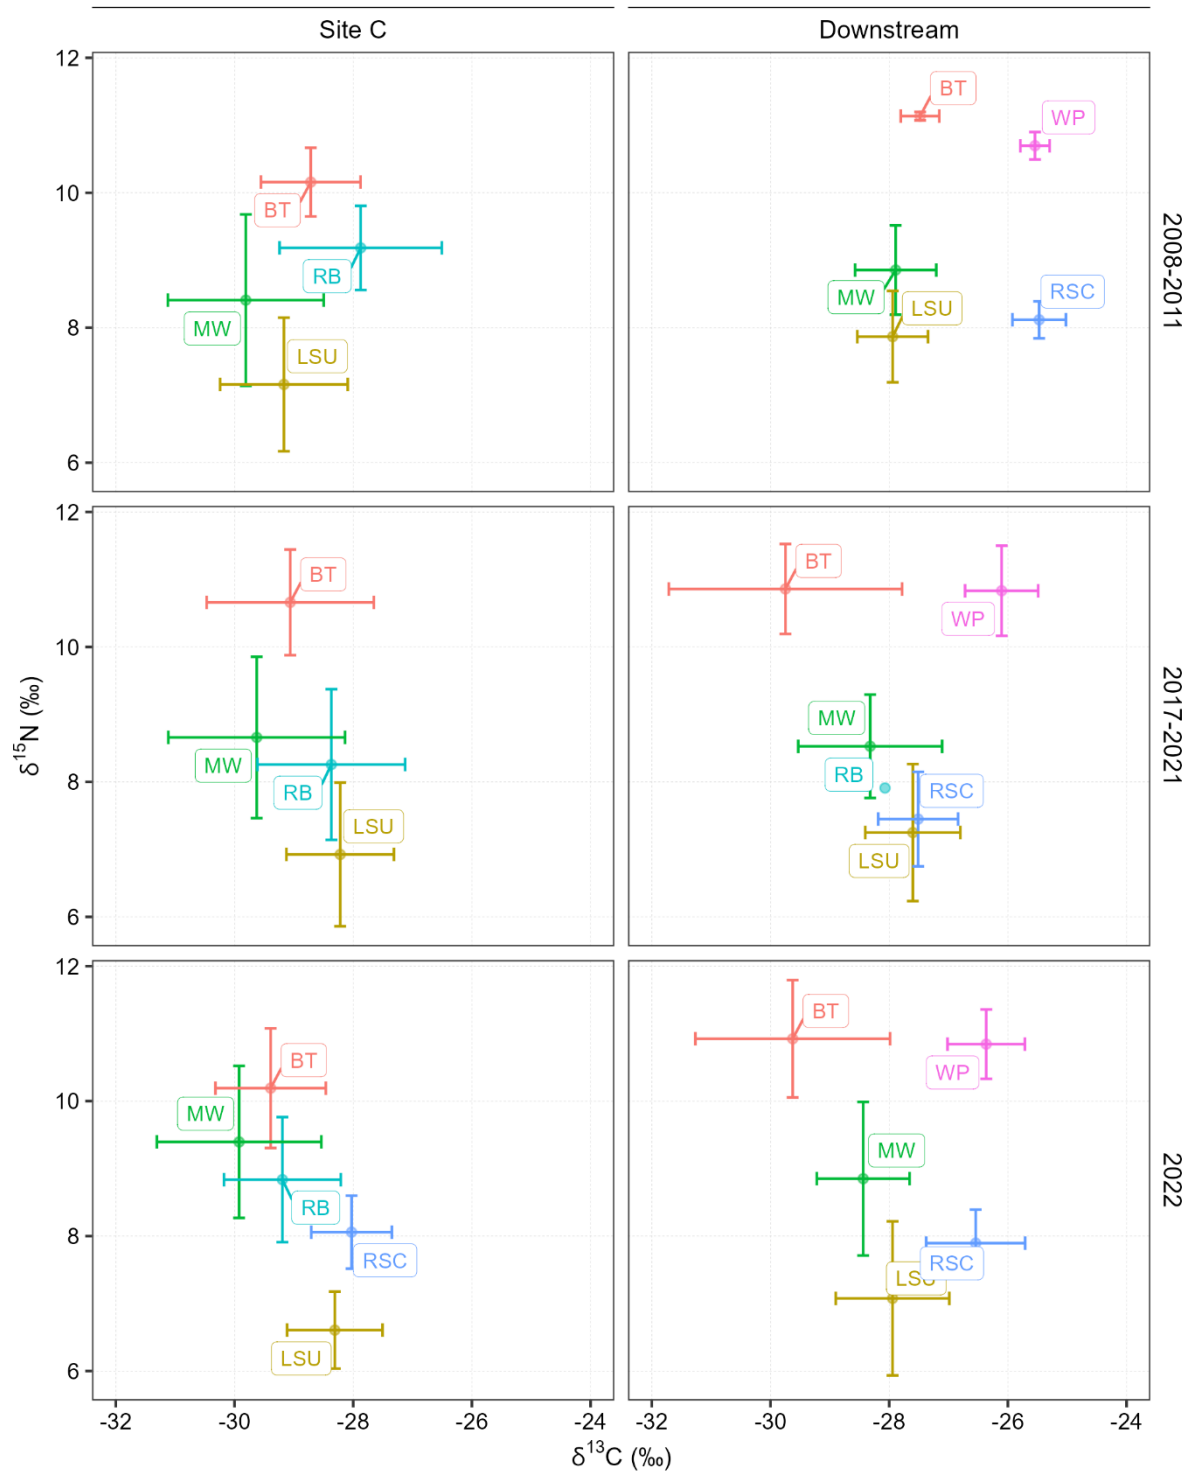 Site C
Downstream
12
10
8
6
BT
RB
MW
LSU
BT
WP
MW
LSU
RSC
2008-2011
12
10
8
6
BT
MW
RB
LSU
BT
WP
MW
RB
RSC
LSU
2017-2021
δ¹⁵N (‰)
12
10
8
6
BT
MW
RB
RSC
LSU
BT
WP
MW
RSC
LSU
2022
-32 -30 -28 -26 -24
-32 -30 -28 -26 -24
δ¹³C (‰)